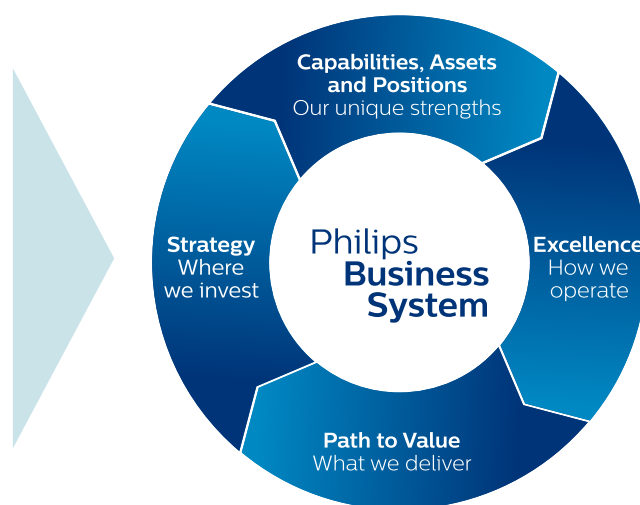 Capabilities, Assets
and Positions
Our unique strengths
Strategy
Where
we invest
Philips
Business
System
Excellence
How we
operate
Path to Value
What we deliver